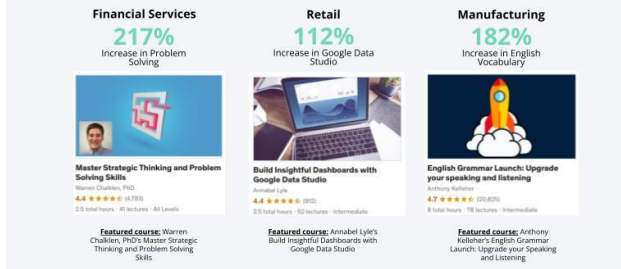 Financial Services
217%
Increase in Problem
Solving
Master Strategic Thinking and Problem
Solving Skills
Warren Chalklen, PhD
4.4 (4,783)
2.5 total hours · 41 lectures · All Levels
Featured course: Warren
Chalklen, PhD's Master Strategic
Thinking and Problem Solving
Skills
Retail
112%
Increase in Google Data
Studio
Build Insightful Dashboards with
Google Data Studio
Annabel Lyle
4.4 (912)
2.5 total hours · 52 lectures · Intermediate
Featured course: Annabel Lyle's
Build Insightful Dashboards with
Google Data Studio
Manufacturing
182%
Increase in English
Vocabulary
English Grammar Launch: Upgrade
your speaking and listening
Anthony Kelleher
4.7 (20,825)
8 total hours · 78 lectures · Intermediate
Featured course: Anthony
Kelleher's English Grammar
Launch: Upgrade your Speaking
and Listening